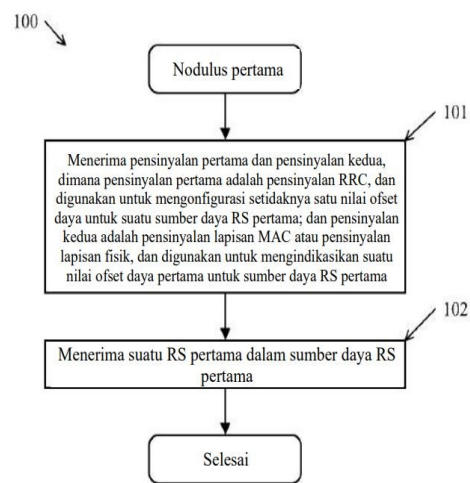 100
Nodulus pertama
101
Menerima pensinyalan pertama dan pensinyalan kedua,
dimana pensinyalan pertama adalah pensinyalan RRC, dan
digunakan untuk mengonfigurasi setidaknya satu nilai ofset
daya untuk suatu sumber daya RS pertama; dan pensinyalan
kedua adalah pensinyalan lapisan MAC atau pensinyalan
lapisan fisik, dan digunakan untuk mengindikasikan suatu
nilai ofset daya pertama untuk sumber daya RS pertama
102
Menerima suatu RS pertama dalam sumber daya RS
pertama
Selesai